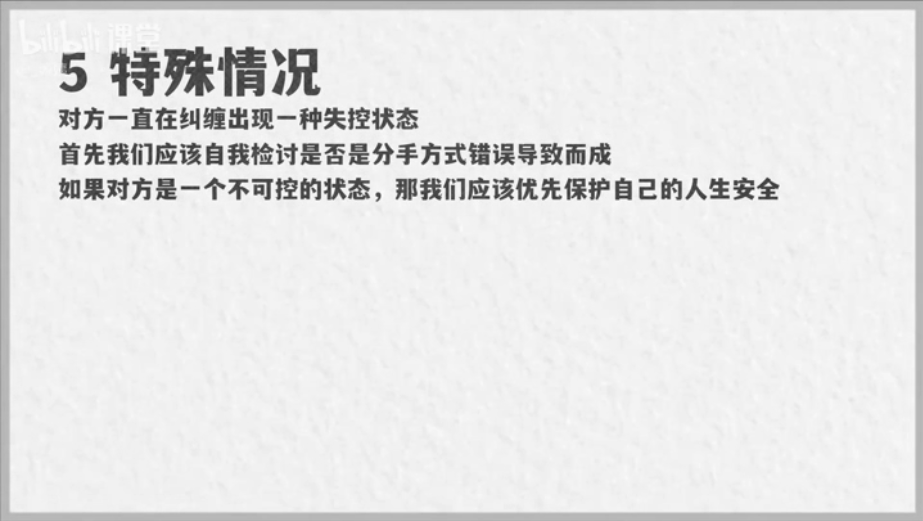 bilibili课堂
5 特殊情况
对方一直在纠缠出现一种失控状态
首先我们应该自我检讨是否是分手方式错误导致而成
如果对方是一个不可控的状态，那我们应该优先保护自己的人生安全